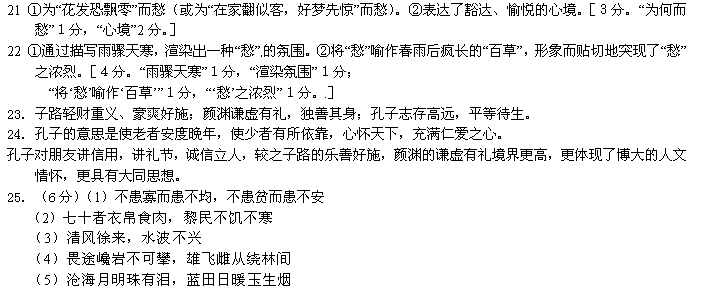 21 ①为“花发恐飘零”而愁（或为“在家翻似客，好梦先惊”而愁）。②表达了豁达、愉悦的心境。[ 3 分。“为何而
愁”1 分，“心境”2 分。]
22 ①通过描写雨骤天寒，渲染出一种“愁”的氛围。②将“愁”喻作春雨后疯长的“百草”，形象而贴切地突现了“愁”
之浓烈。[ 4 分。“雨骤天寒”1 分，“渲染氛围”1 分；
“将‘愁’喻作‘百草’”1 分，“‘愁’之浓烈”1 分。]
23. 子路轻财重义、豪爽好施；颜渊谦虚有礼，独善其身；孔子志存高远，平等待生。
24. 孔子的意思是使老者安度晚年，使少者有所依靠，心怀天下，充满仁爱之心。
孔子对朋友讲信用，讲礼节，诚信立人，较之子路的乐善好施，颜渊的谦虚有礼境界更高，更体现了博大的人文
情怀，更具有大同思想。
25. （6 分）（1）不患寡而患不均，不患贫而患不安
（2）七十者衣帛食肉，黎民不饥不寒
（3）清风徐来，水波不兴
（4）畏途巉岩不可攀，雄飞雌从绕林间
（5）沧海月明珠有泪，蓝田日暖玉生烟